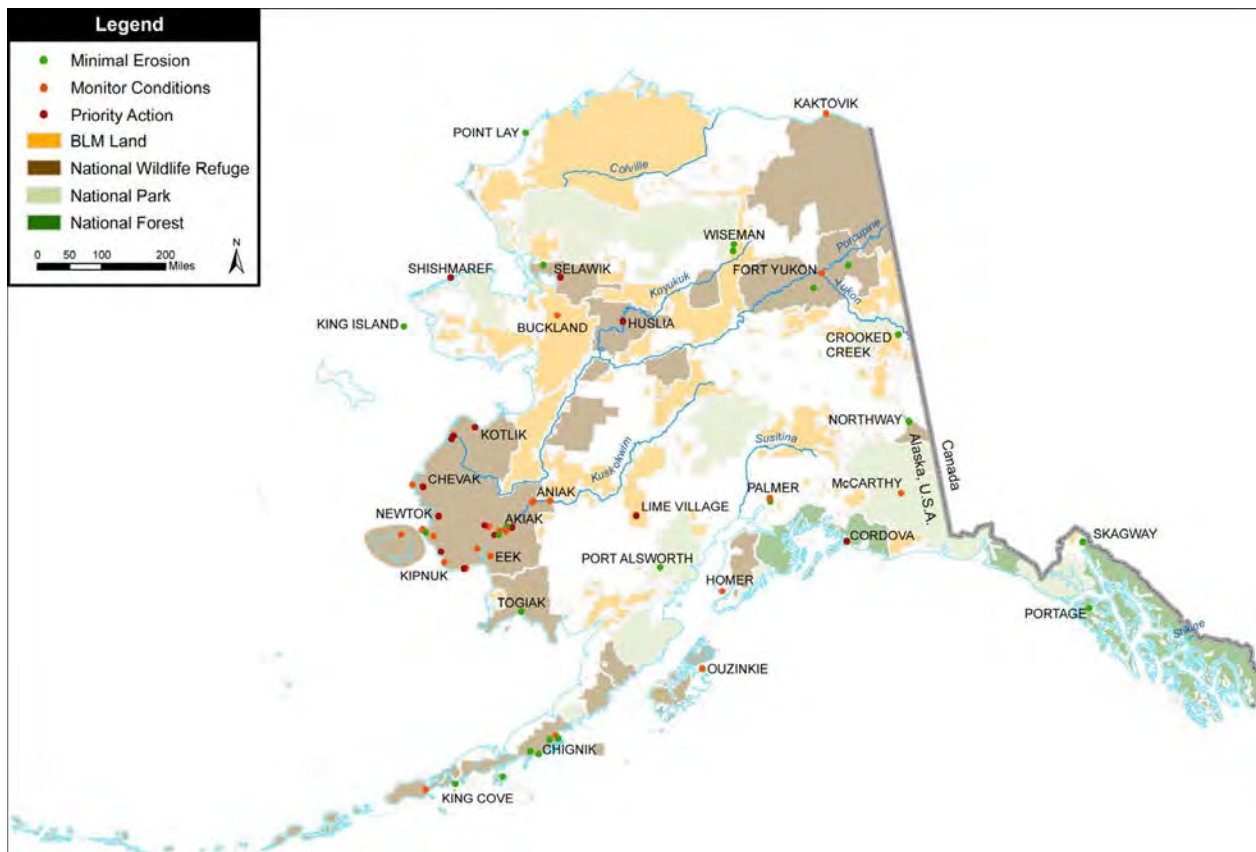 Legend
Minimal Erosion
Monitor Conditions
Priority Action
BLM Land
National Wildlife Refuge
National Park
National Forest
0 50 100 200
Miles
N
KAKTOVIK
POINT LAY
Colville
WISEMAN
Porcupine
SHISHMAREF
SELAWIK
Koyukuk
FORT YUKON
Yukon
KING ISLAND
BUCKLAND
HUSLIA
CROOKED
CREEK
NORTHWAY
KOTLIK
Kuskokwim
Susitina
Alaska, U.S.A.
Canada
CHEVAK
ANIAK
PALMER
McCARTHY
NEWTOK
AKIAK
LIME VILLAGE
CORDOVA
SKAGWAY
EEK
PORT ALSWORTH
KIPNUK
HOMER
TOGIAK
PORTAGE
Stikine
OUZINKIE
CHIGNIK
KING COVE